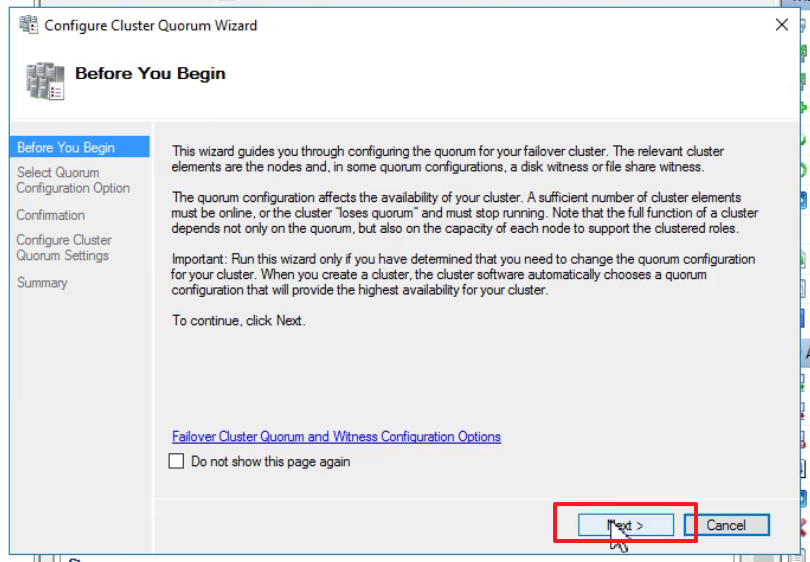 Configure Cluster Quorum Wizard
Before You Begin
Before You Begin
Select Quorum
Configuration Option
Confirmation
Configure Cluster
Quorum Settings
Summary
This wizard guides you through configuring the quorum for your failover cluster. The relevant cluster
elements are the nodes and, in some quorum configurations, a disk witness or file share witness.
The quorum configuration affects the availability of your cluster. A sufficient number of cluster elements
must be online, or the cluster "loses quorum" and must stop running. Note that the full function of a cluster
depends not only on the quorum, but also on the capacity of each node to support the clustered roles.
Important: Run this wizard only if you have determined that you need to change the quorum configuration
for your cluster. When you create a cluster, the cluster software automatically chooses a quorum
configuration that will provide the highest availability for your cluster.
To continue, click Next.
Failover Cluster Quorum and Witness Configuration Options
Do not show this page again
Next >
Cancel